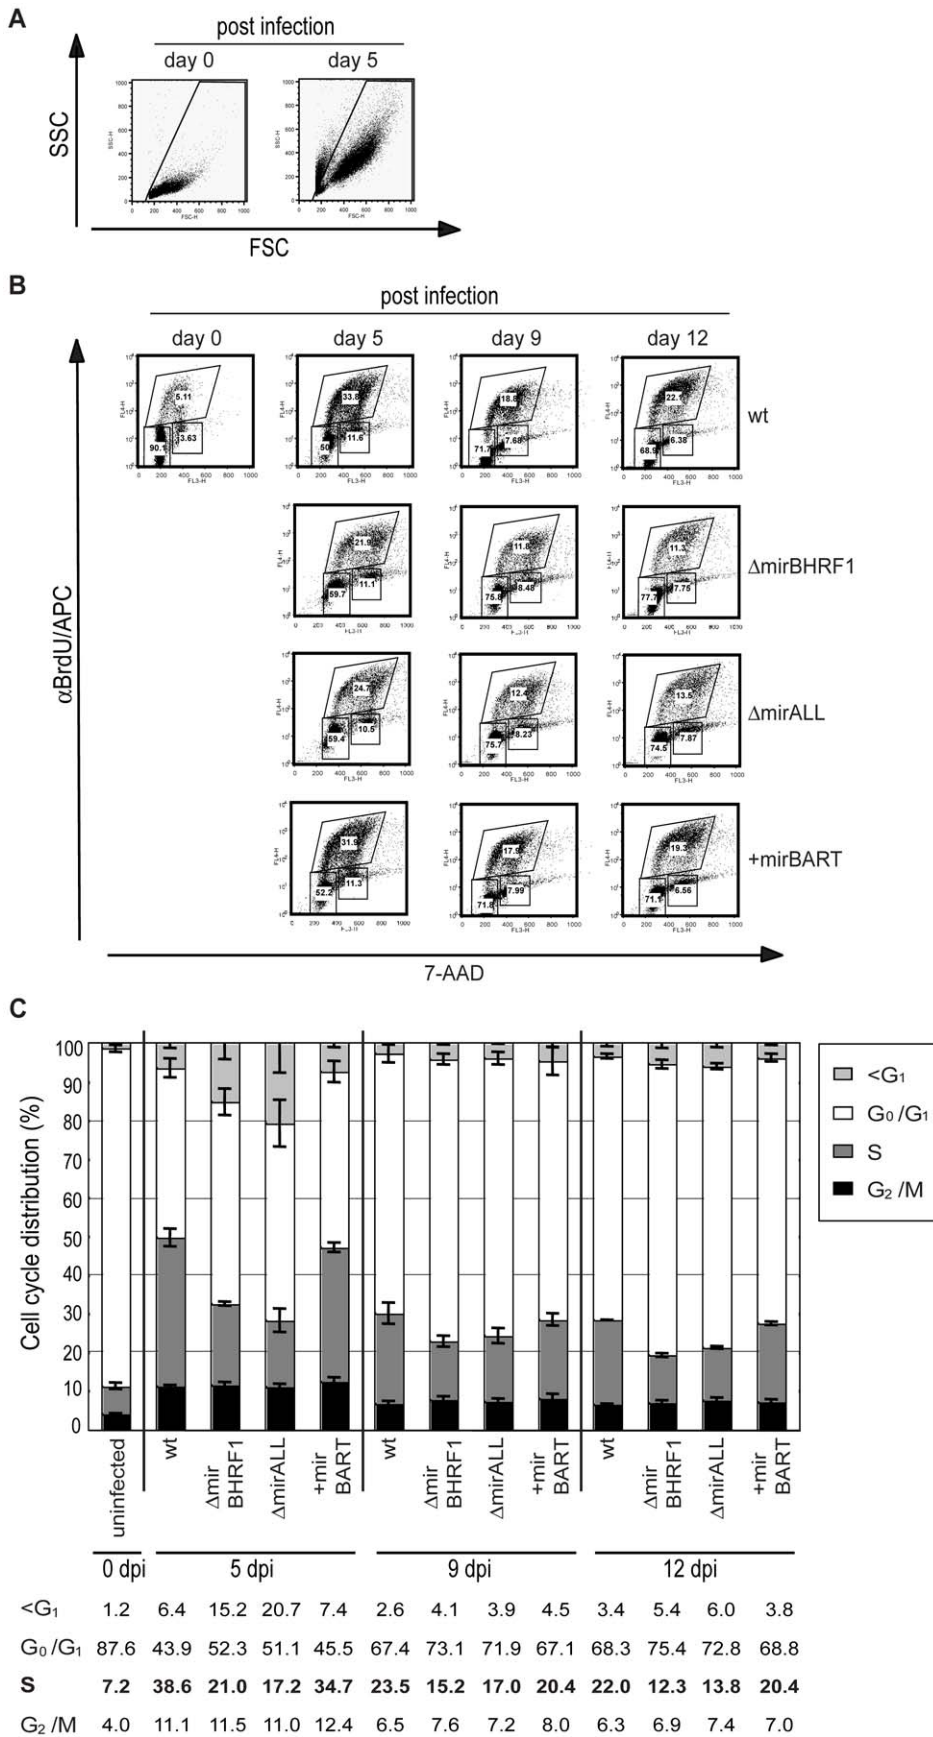 A
post infection
day 0 day 5
SSC
FSC
B
post infection
day 0 day 5 day 9 day 12
αBrdU/APC
5.11 3.63 90.1
33.8 11.6 50
18.8 7.68 71.7
22.1 6.38 68.9
wt
21.9 11.1 59.7
11.8 8.48 75.8
11.3 7.75 77.7
ΔmirBHRF1
24.7 10.5 59.4
12.4 8.23 75.7
13.5 7.87 74.5
ΔmirALL
31.9 11.3 52.2
17.9 7.99 71.8
19.3 6.56 71.1
+mirBART
7-AAD
C
Cell cycle distribution (%)
100
90
80
70
60
50
40
30
20
10
0
<G1
G0/G1
S
G2/M
uninfected wt Δmir BHRF1 ΔmirALL +mir BART wt Δmir BHRF1 ΔmirALL +mir BART wt Δmir BHRF1 ΔmirALL +mir BART
0 dpi 5 dpi 9 dpi 12 dpi
<G1 1.2 6.4 15.2 20.7 7.4 2.6 4.1 3.9 4.5 3.4 5.4 6.0 3.8
G0/G1 87.6 43.9 52.3 51.1 45.5 67.4 73.1 71.9 67.1 68.3 75.4 72.8 68.8
S 7.2 38.6 21.0 17.2 34.7 23.5 15.2 17.0 20.4 22.0 12.3 13.8 20.4
G2/M 4.0 11.1 11.5 11.0 12.4 6.5 7.6 7.2 8.0 6.3 6.9 7.4 7.0